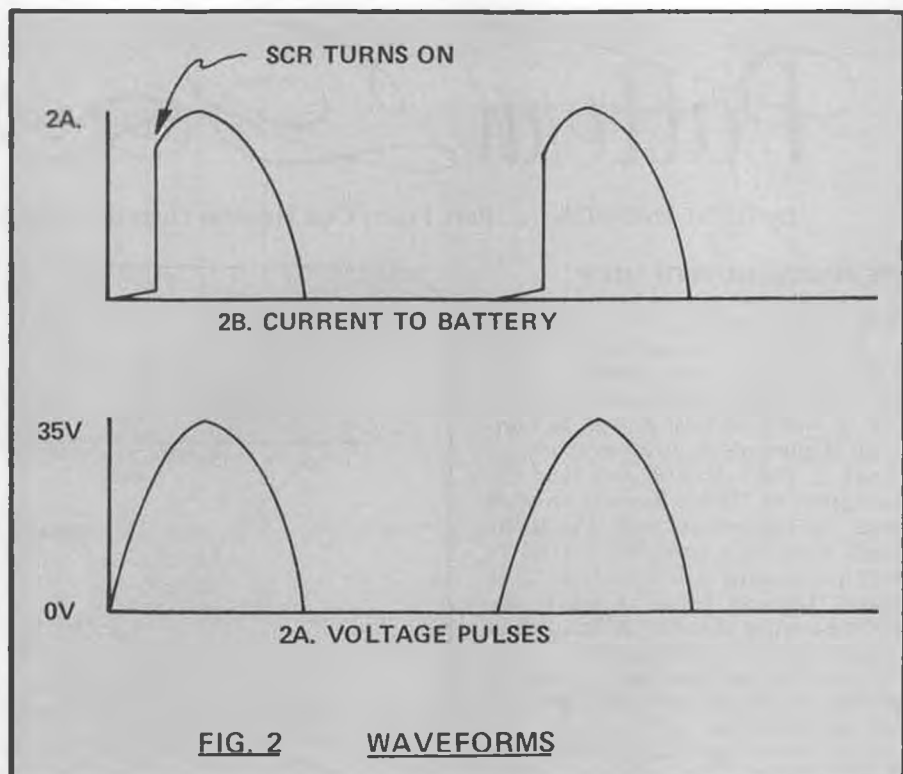 SCR TURNS ON
2A.
2B. CURRENT TO BATTERY
35V
0V
2A. VOLTAGE PULSES
FIG. 2 WAVEFORMS